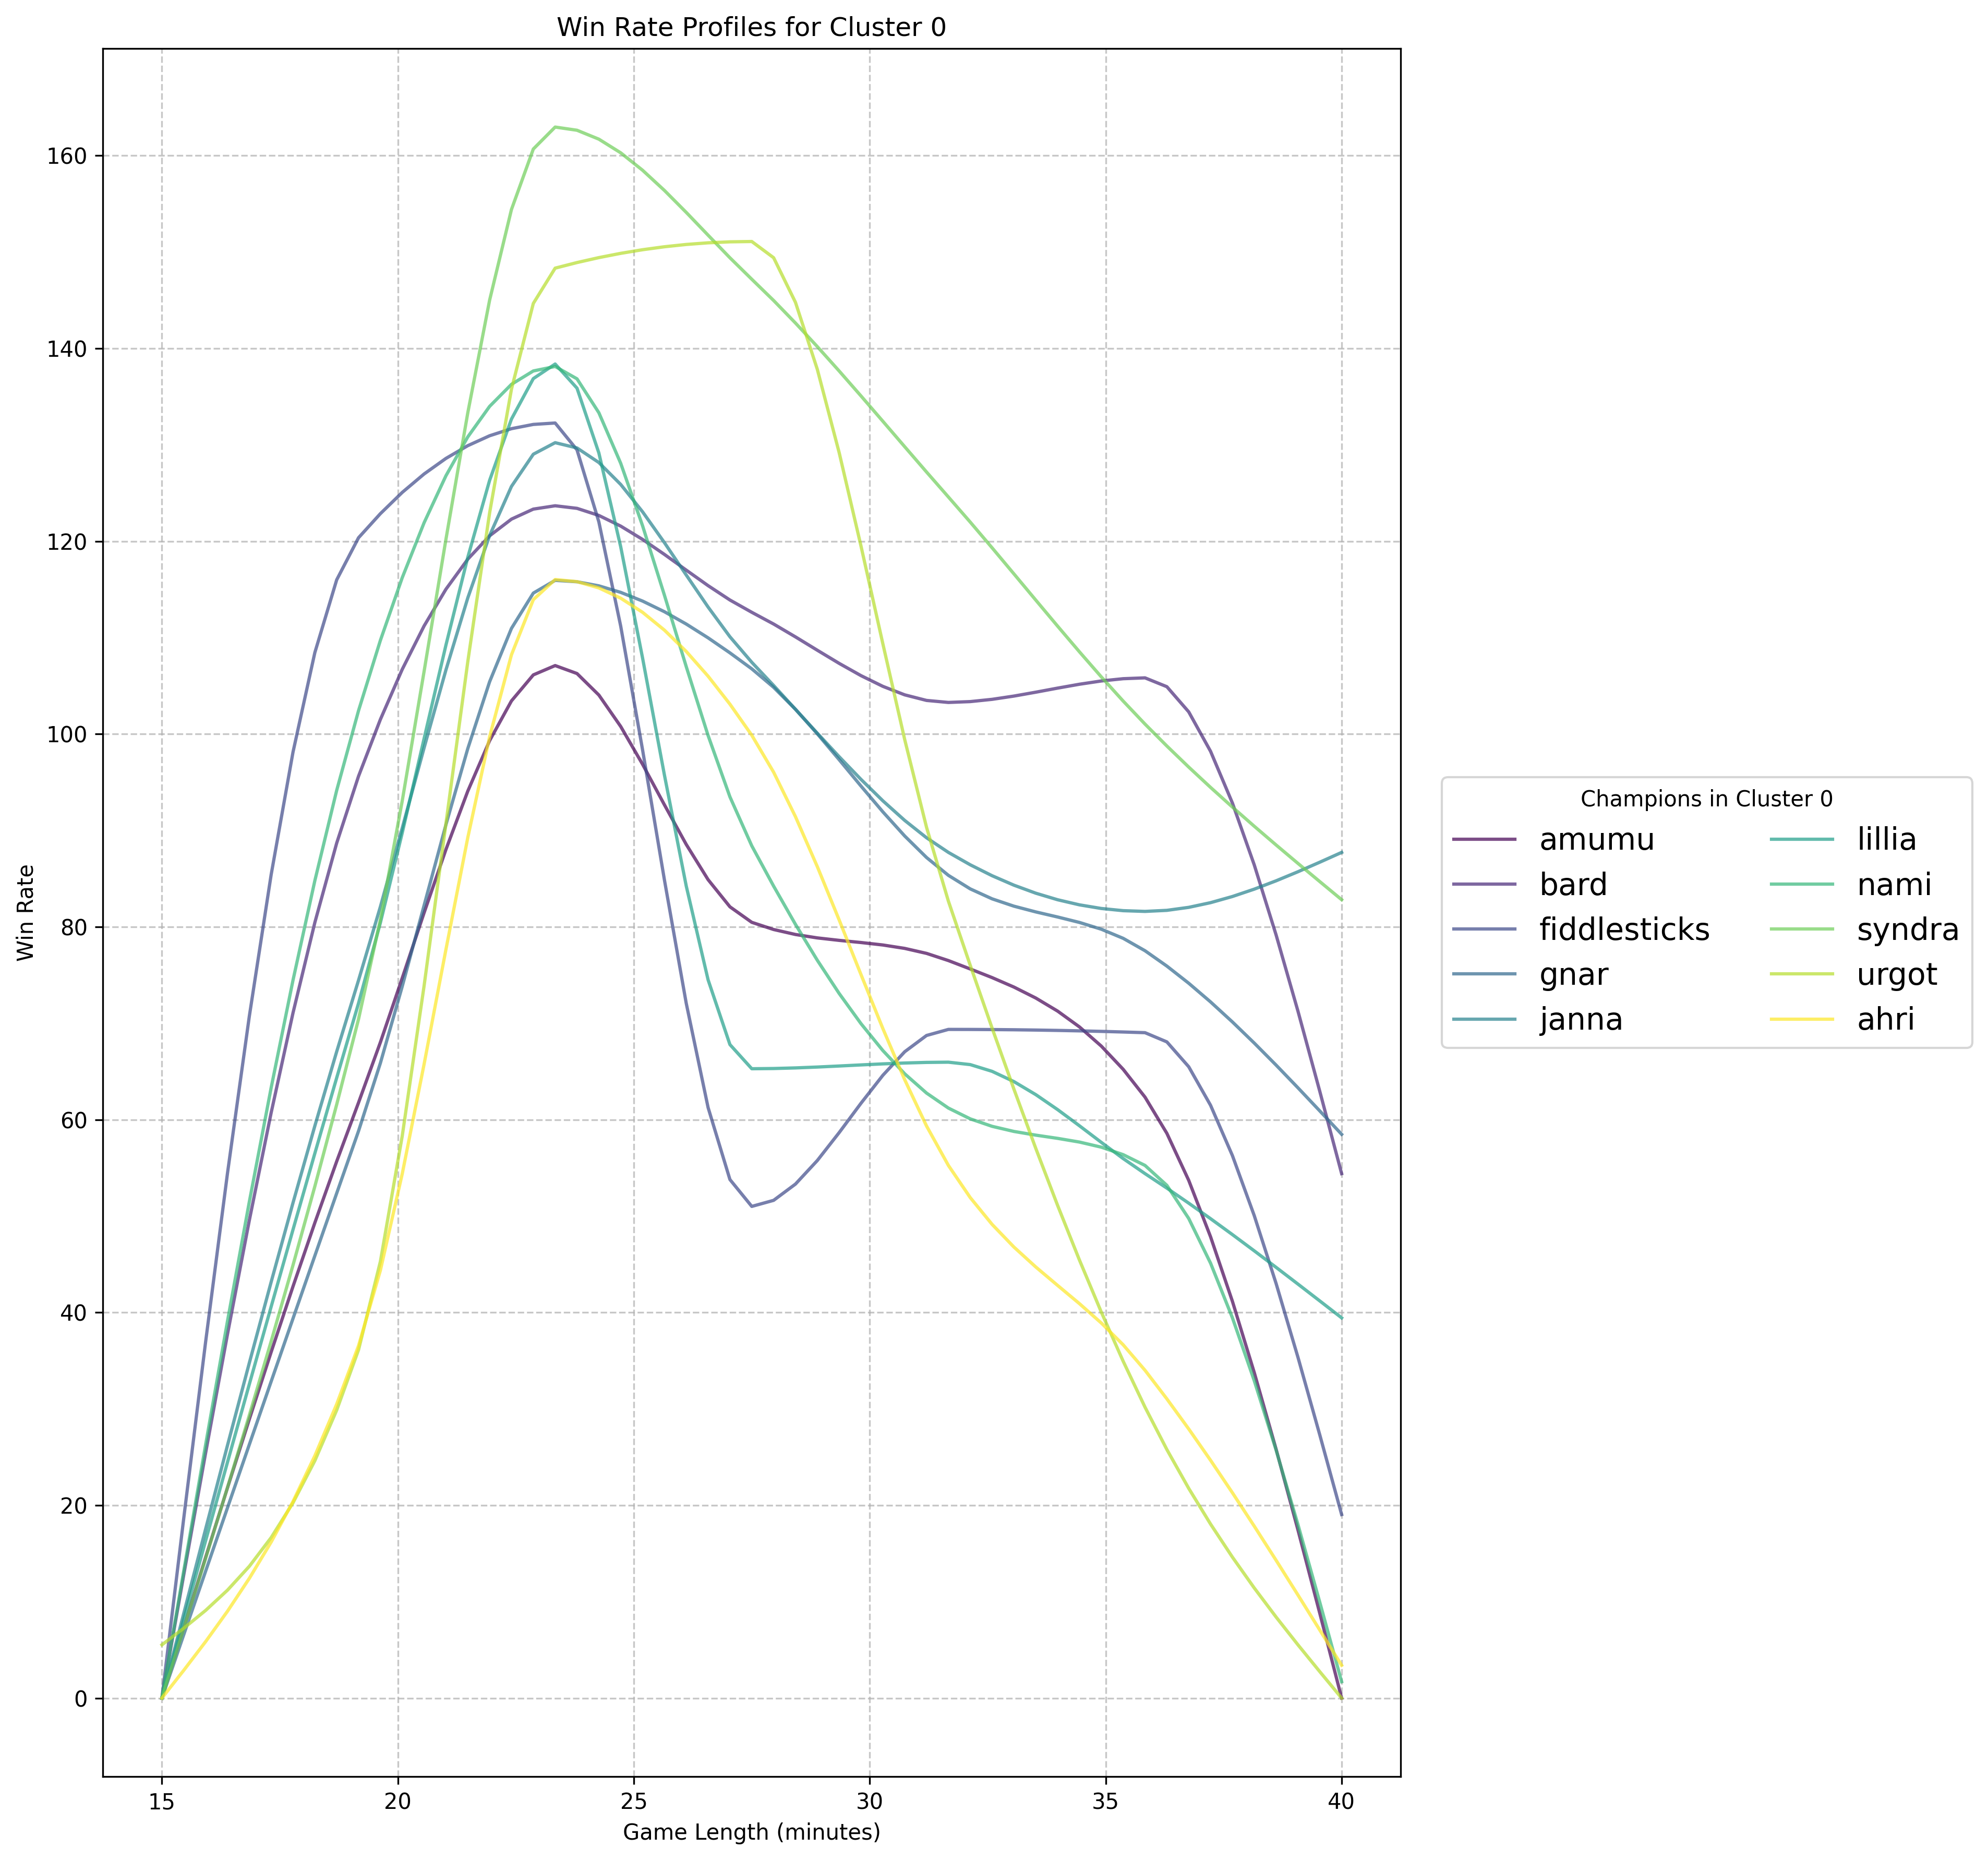 Win Rate Profiles for Cluster 0
160
140
120
100
80
60
40
20
0
Win Rate
15 20 25 30 35 40
Game Length (minutes)
Champions in Cluster 0
amumu
bard
fiddlesticks
gnar
janna
lillia
nami
syndra
urgot
ahri